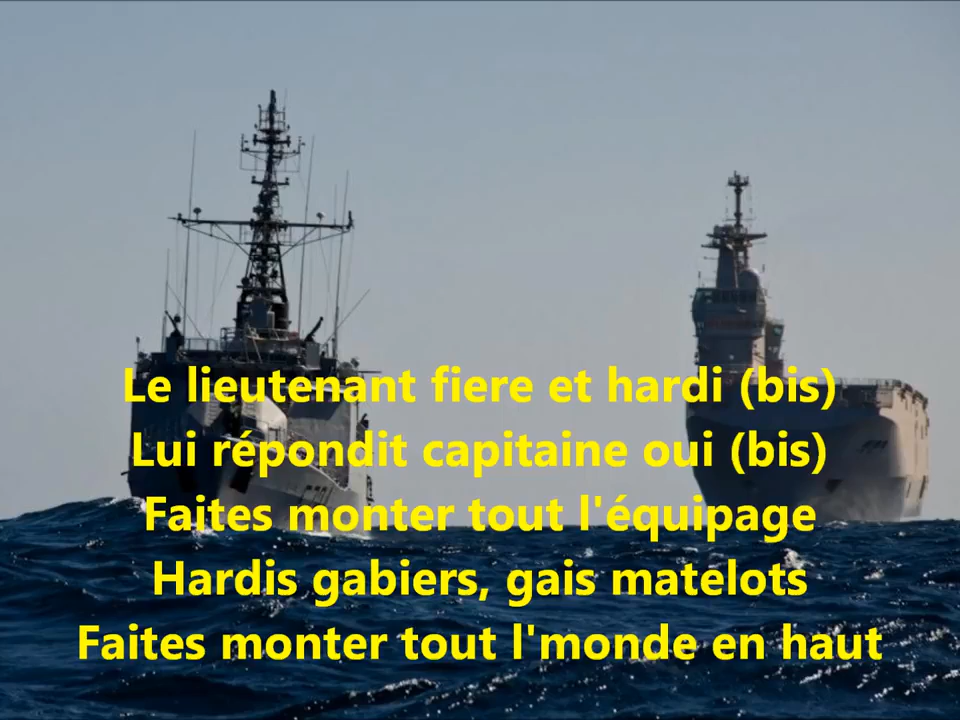 Le lieutenant fiere et hardi (bis)
Lui répondit capitaine oui (bis)
Faites monter tout l'équipage
Hardis gabiers, gais matelots
Faites monter tout l'monde en haut